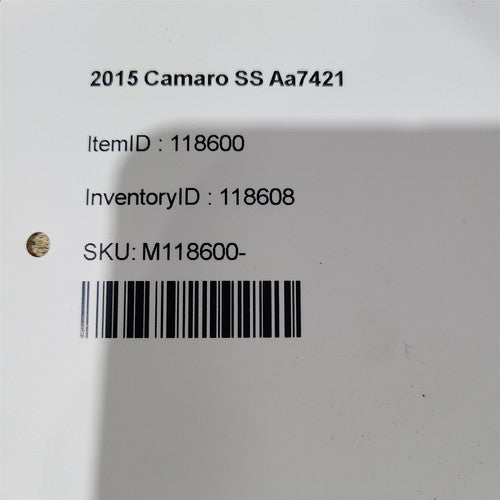 2015 Camaro SS Aa7421
ItemID : 118600
InventoryID : 118608
SKU: M118600-